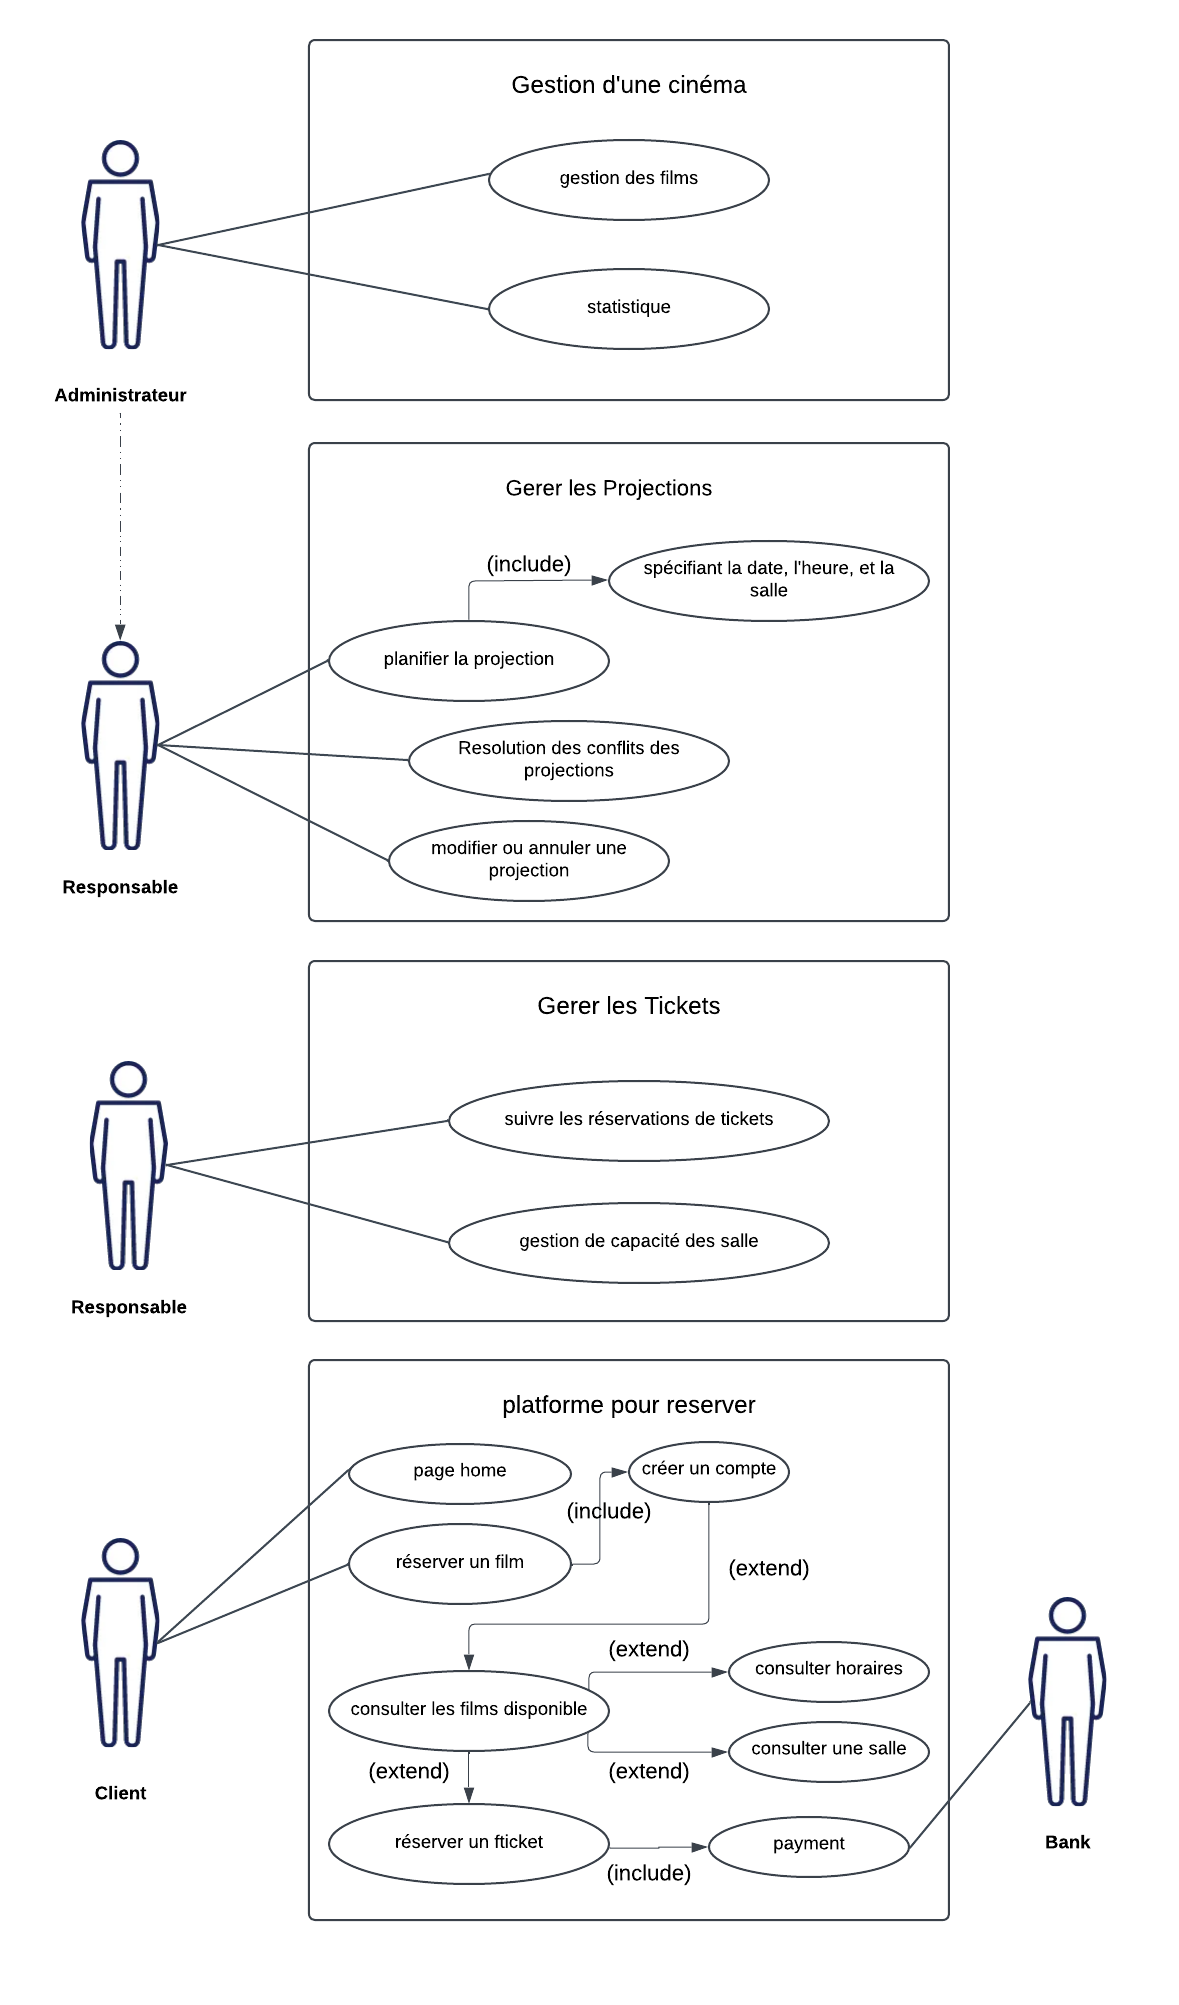 Gestion d'une cinéma
gestion des films
statistique
Administrateur
Gerer les Projections
(include)
spécifiant la date, l'heure, et la
salle
planifier la projection
Resolution des conflits des
projections
modifier ou annuler une
projection
Responsable
Gerer les Tickets
suivre les réservations de tickets
gestion de capacité des salle
Responsable
platforme pour reserver
page home
créer un compte
(include)
réserver un film
(extend)
(extend)
consulter horaires
consulter les films disponible
consulter une salle
(extend)
(extend)
Client
réserver un fticket
payment
Bank
(include)